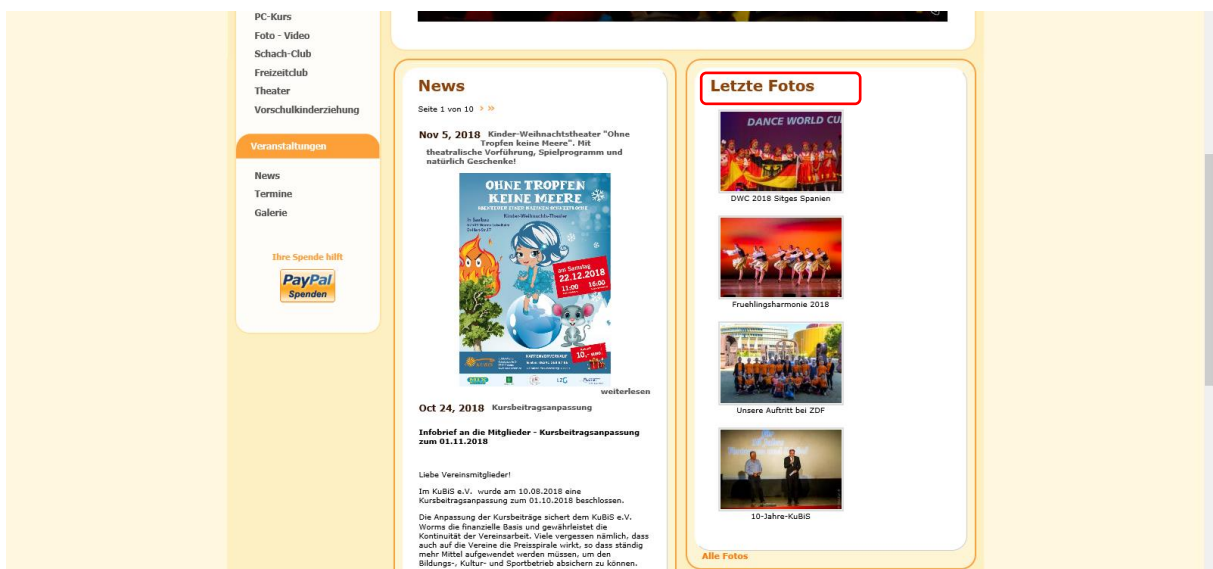 PC-Kurs
Foto - Video
Schach-Club
Freizeitclub
Theater
Vorschulkinderziehung
Veranstaltungen
News
Termine
Galerie
Ihre Spende hilft
PayPal
Spenden
News
Seite 1 von 10 > »
Nov 5, 2018 Kinder-Weihnachtstheater "Ohne
Tropfen keine Meere". Mit
theatralische Vorführung, Spielprogramm und
natürlich Geschenke!
OHNE TROPFEN
KEINE MEERE
Kinder-Weihnachts-Theater
am Samstag
22.12.2018
11:00 16:00
10,-
weiterlesen
Oct 24, 2018 Kursbeitragsanpassung
Infobrief an die Mitglieder - Kursbeitragsanpassung
zum 01.11.2018
Liebe Vereinsmitglieder!
Im KuBiS e.V. wurde am 10.08.2018 eine
Kursbeitragsanpassung zum 01.10.2018 beschlossen.
Die Anpassung der Kursbeiträge sichert dem KuBiS e.V.
Worms die finanzielle Basis und gewährleistet die
Kontinuität der Vereinsarbeit. Viele vergessen nämlich, dass
auch auf die Vereine die Preisspirale wirkt, so dass ständig
mehr Mittel aufgewendet werden müssen, um den
Bildungs-, Kultur- und Sportbetrieb absichern zu können.
Letzte Fotos
DANCE WORLD CU
DWC 2018 Sitges Spanien
Fruehlingsharmonie 2018
Unsere Auftritt bei ZDF
10-Jahre-KuBiS
Alle Fotos